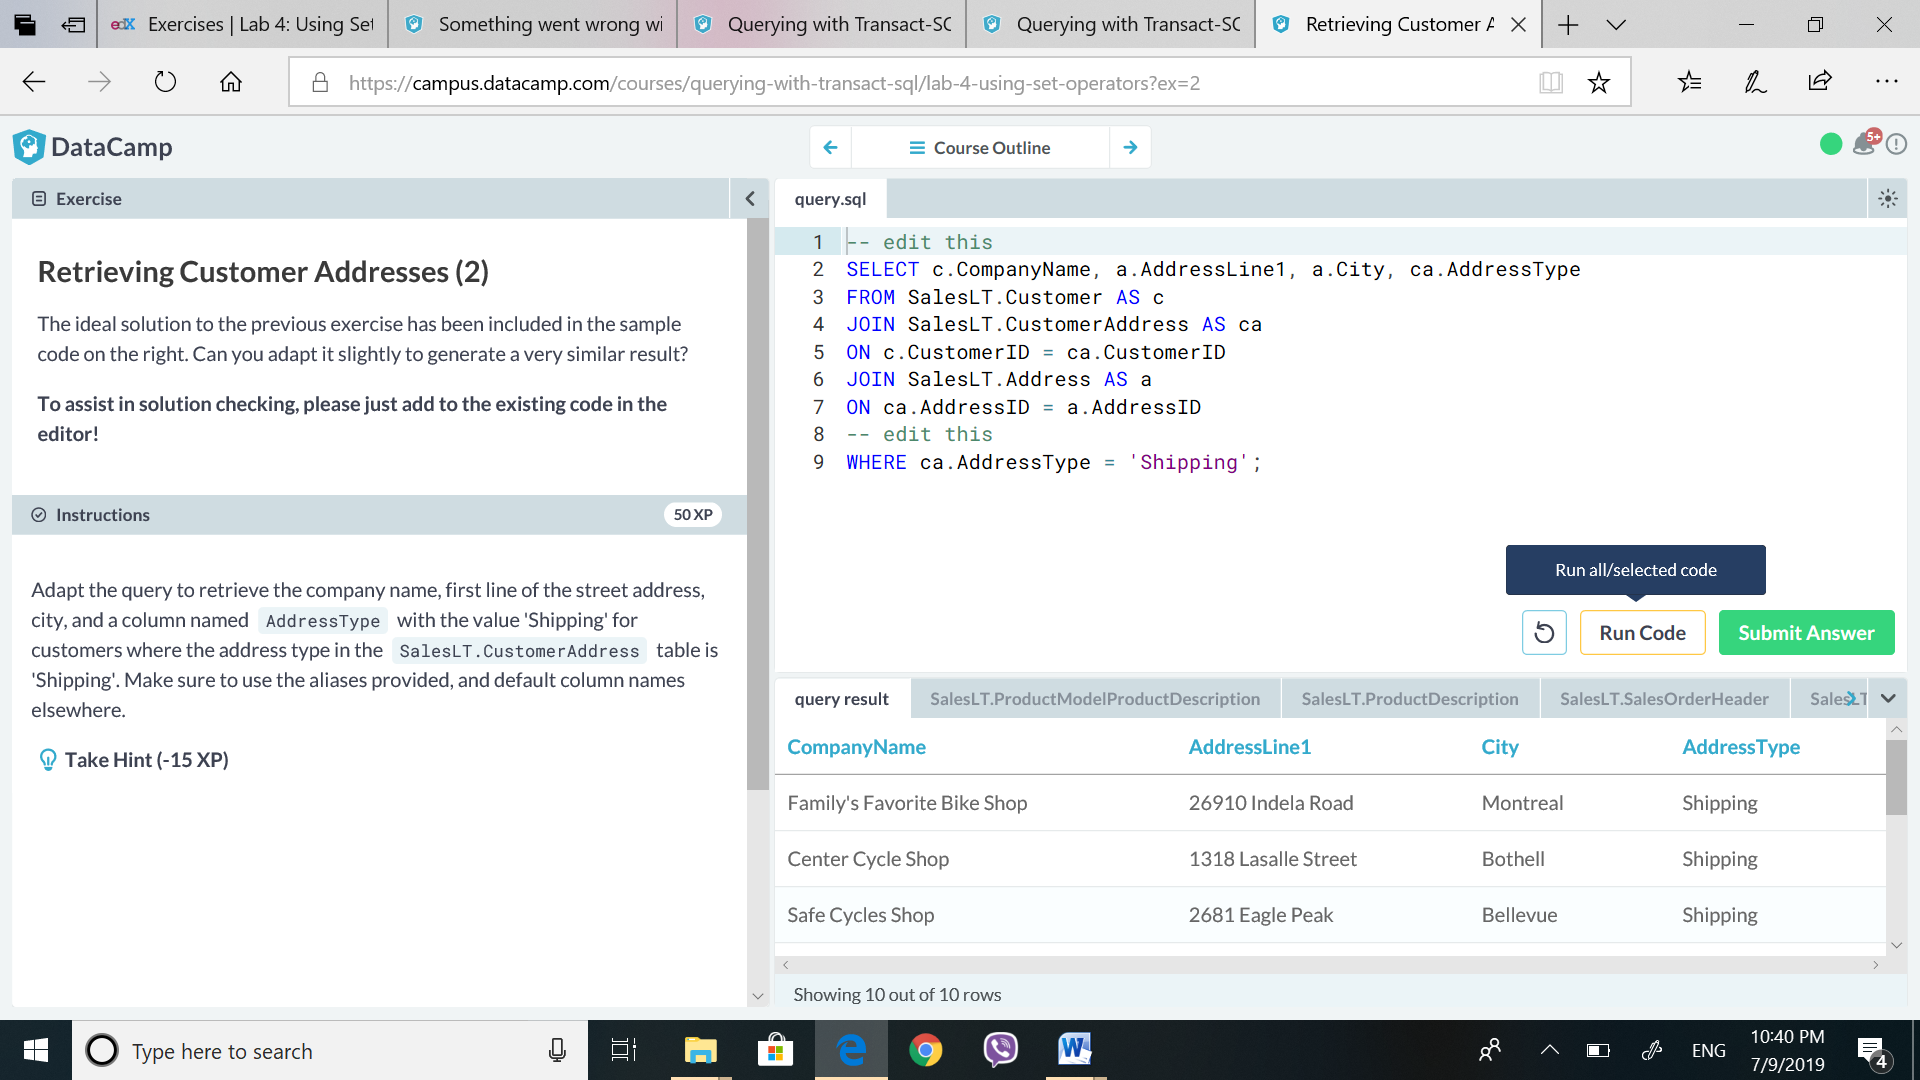 edX Exercises | Lab 4: Using Set
Something went wrong wi
Querying with Transact-SC
Querying with Transact-SC
Retrieving Customer A
https://campus.datacamp.com/courses/querying-with-transact-sql/lab-4-using-set-operators?ex=2
DataCamp
Course Outline
5+
Exercise
Retrieving Customer Addresses (2)
The ideal solution to the previous exercise has been included in the sample
code on the right. Can you adapt it slightly to generate a very similar result?
To assist in solution checking, please just add to the existing code in the
editor!
Instructions
50 XP
Adapt the query to retrieve the company name, first line of the street address,
city, and a column named AddressType with the value 'Shipping' for
customers where the address type in the SalesLT.CustomerAddress table is
'Shipping'. Make sure to use the aliases provided, and default column names
elsewhere.
Take Hint (-15 XP)
query.sql
1 -- edit this
2 SELECT c.CompanyName, a.AddressLine1, a.City, ca.AddressType
3 FROM SalesLT.Customer AS c
4 JOIN SalesLT.CustomerAddress AS ca
5 ON c.CustomerID = ca.CustomerID
6 JOIN SalesLT.Address AS a
7 ON ca.AddressID = a.AddressID
8 -- edit this
9 WHERE ca.AddressType = 'Shipping';
Run all/selected code
Run Code
Submit Answer
query result
SalesLT.ProductModelProductDescription
SalesLT.ProductDescription
SalesLT.SalesOrderHeader
SalesLT
CompanyName AddressLine1 City AddressType
Family's Favorite Bike Shop 26910 Indela Road Montreal Shipping
Center Cycle Shop 1318 Lasalle Street Bothell Shipping
Safe Cycles Shop 2681 Eagle Peak Bellevue Shipping
Showing 10 out of 10 rows
Type here to search
ENG
10:40 PM
7/9/2019
4